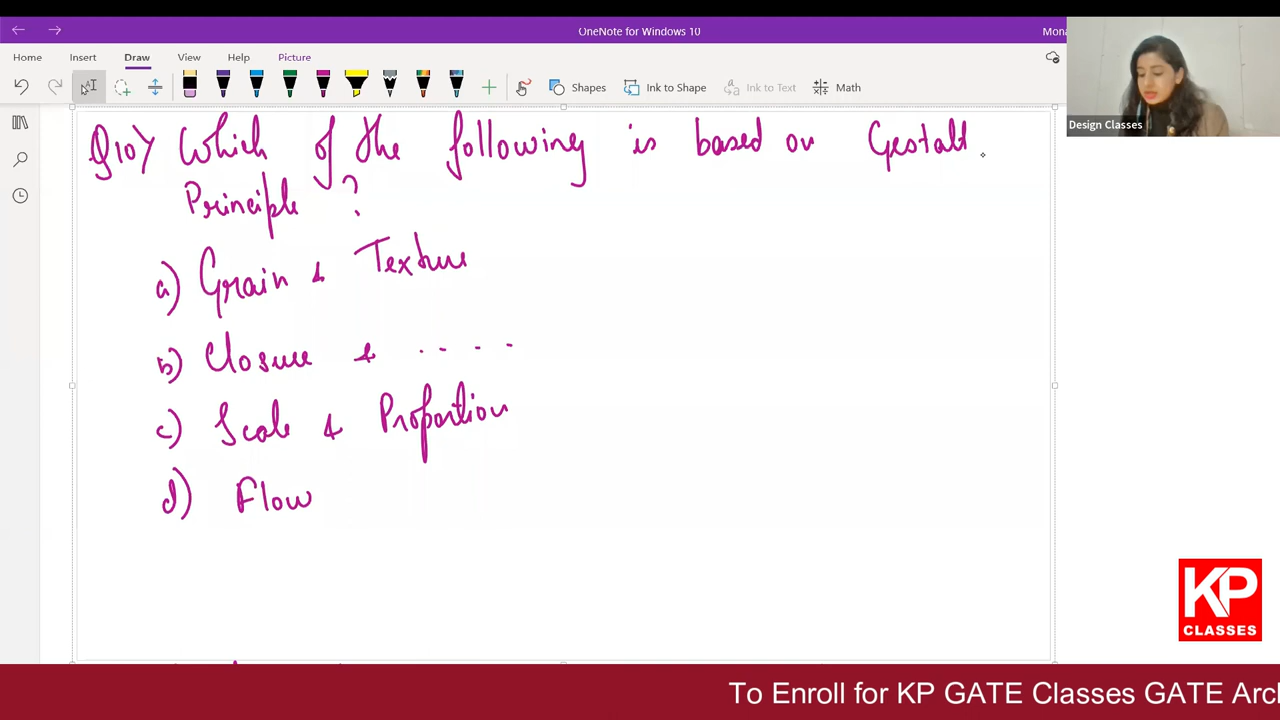 OneNote for Windows 10
Mona
Home Insert Draw View Help Picture
Shapes Ink to Shape Ink to Text Math
Design Classes
Q10> Which of the following is based on Gestalt
Principle ?
a) Grain & Texture
b) Closure & .....
c) Scale & Proportion
d) Flow
KP
CLASSES
To Enroll for KP GATE Classes GATE Arc